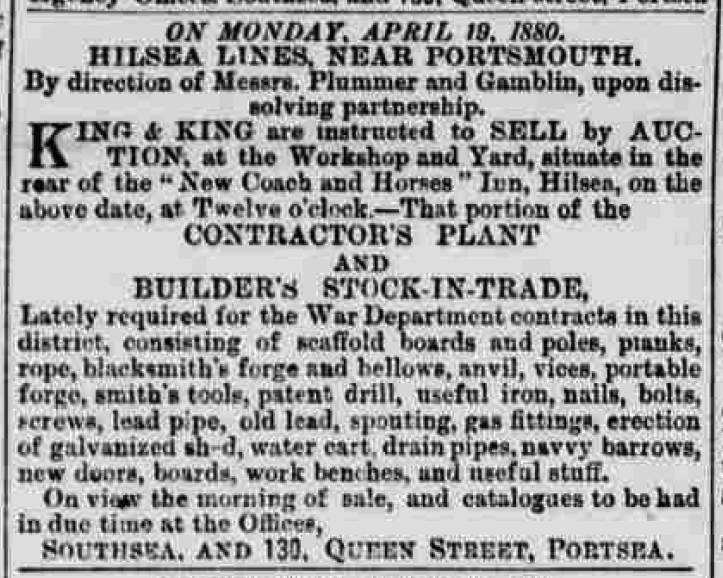 ON MONDAY, APRIL 19, 1880.
HILSEA LINES, NEAR PORTSMOUTH.
By direction of Messrs. Plummer and Gamblin, upon dis-
solving partnership.
KING & KING are instructed to SELL by AUC-
TION, at the Workshop and Yard, situate in the
rear of the "New Coach and Horses" Inn, Hilsea, on the
above date, at Twelve o'clock.—That portion of the
CONTRACTOR'S PLANT
AND
BUILDER'S STOCK-IN-TRADE,
Lately required for the War Department contracts in this
district, consisting of scaffold boards and poles, planks,
rope, blacksmith's forge and bellows, anvil, vices, portable
forge, smith's tools, patent drill, useful iron, nails, bolts,
screws, lead pipe, old lead, spouting, gas fittings, erection
of galvanized sh-d, water cart, drain pipes, navvy barrows,
new doors, boards, work benches, and useful stuff.
On view the morning of sale, and catalogues to be had
in due time at the Offices,
SOUTHSEA, AND 130, QUEEN STREET, PORTSEA.